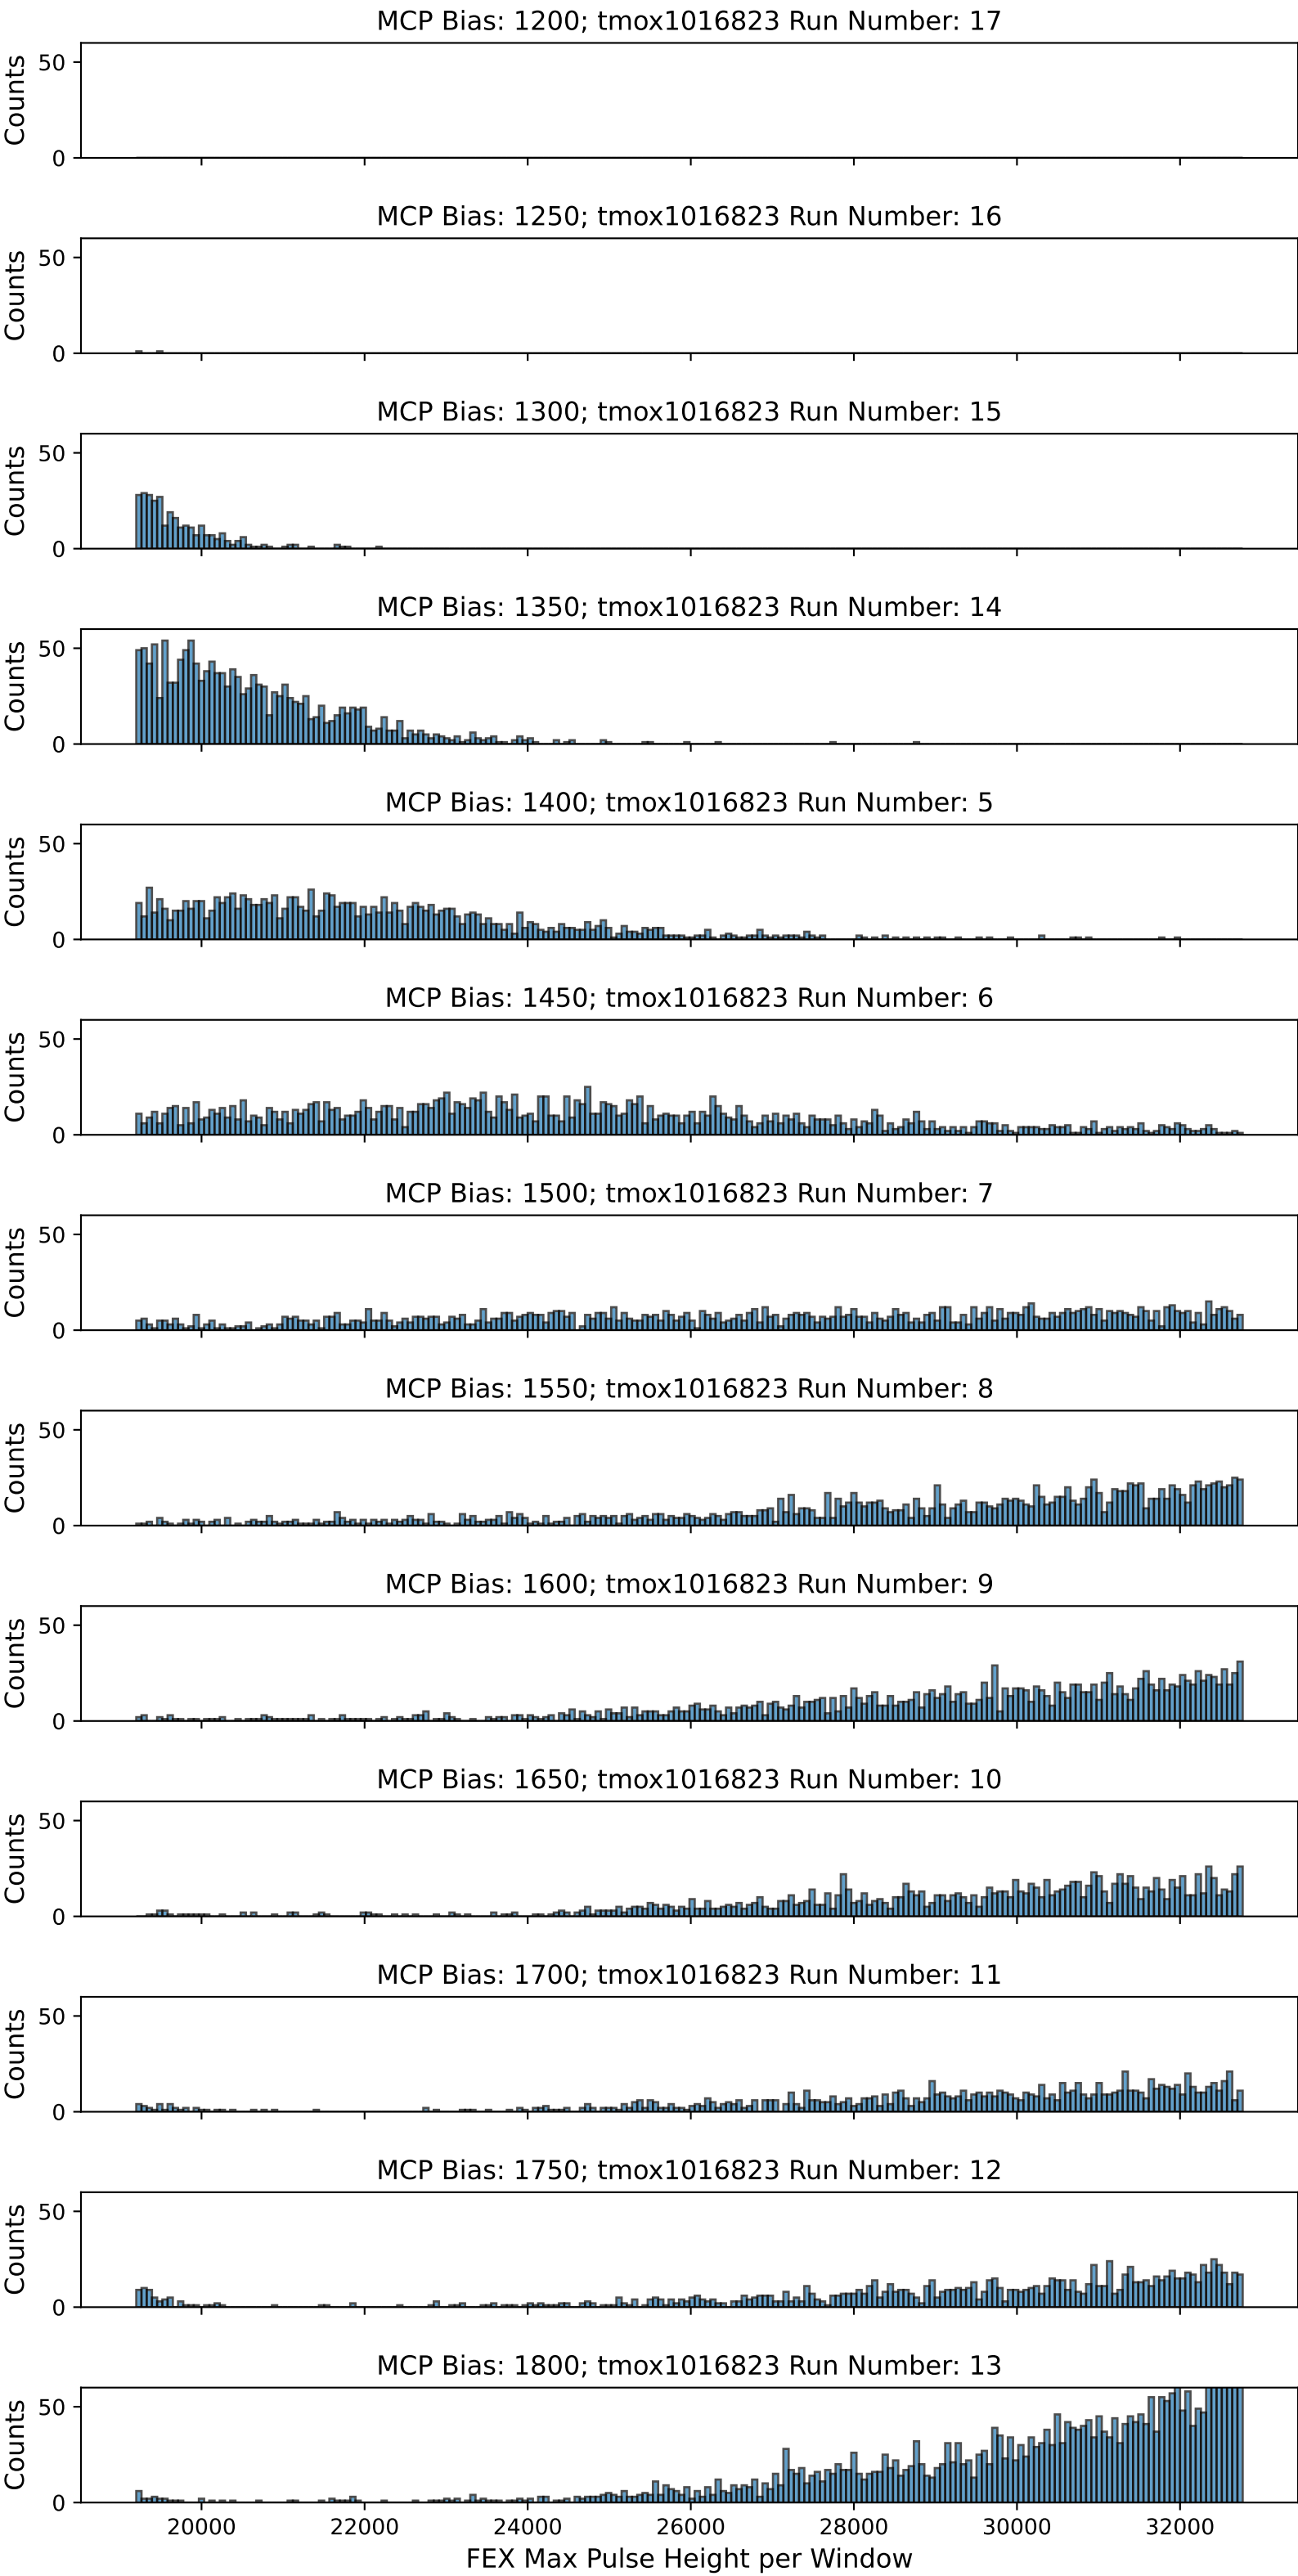 MCP Bias: 1200; tmox1016823 Run Number: 17
Counts
50
0
MCP Bias: 1250; tmox1016823 Run Number: 16
Counts
50
0
MCP Bias: 1300; tmox1016823 Run Number: 15
Counts
50
0
MCP Bias: 1350; tmox1016823 Run Number: 14
Counts
50
0
MCP Bias: 1400; tmox1016823 Run Number: 5
Counts
50
0
MCP Bias: 1450; tmox1016823 Run Number: 6
Counts
50
0
MCP Bias: 1500; tmox1016823 Run Number: 7
Counts
50
0
MCP Bias: 1550; tmox1016823 Run Number: 8
Counts
50
0
MCP Bias: 1600; tmox1016823 Run Number: 9
Counts
50
0
MCP Bias: 1650; tmox1016823 Run Number: 10
Counts
50
0
MCP Bias: 1700; tmox1016823 Run Number: 11
Counts
50
0
MCP Bias: 1750; tmox1016823 Run Number: 12
Counts
50
0
MCP Bias: 1800; tmox1016823 Run Number: 13
Counts
50
0
20000 22000 24000 26000 28000 30000 32000
FEX Max Pulse Height per Window